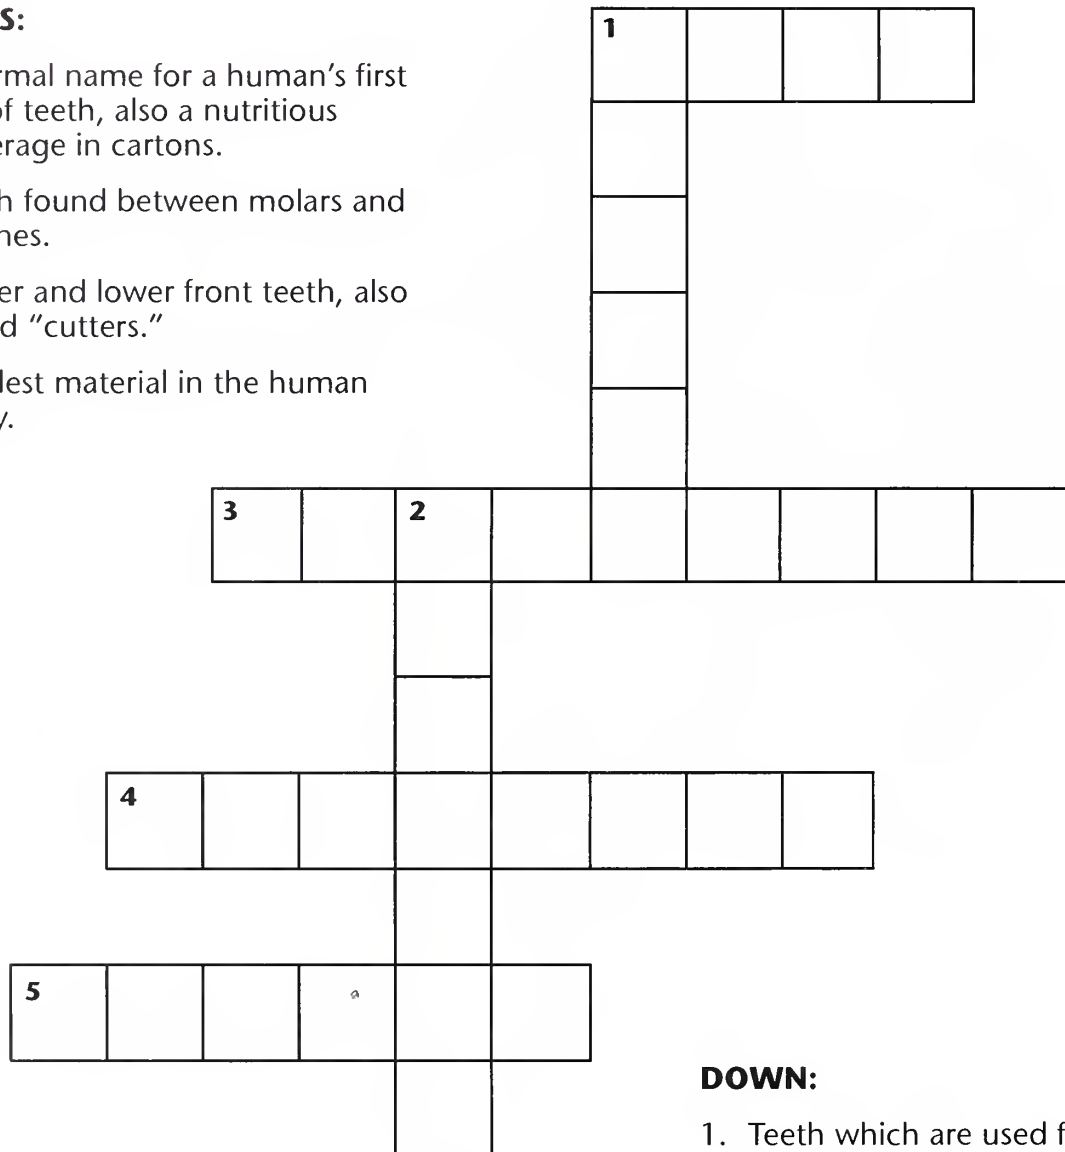 S:
rmal name for a human's first
of teeth, also a nutritious
erage in cartons.
h found between molars and
nes.
er and lower front teeth, also
d "cutters."
lest material in the human
y.
1
3 2
4
5
DOWN:
1. Teeth which are used f